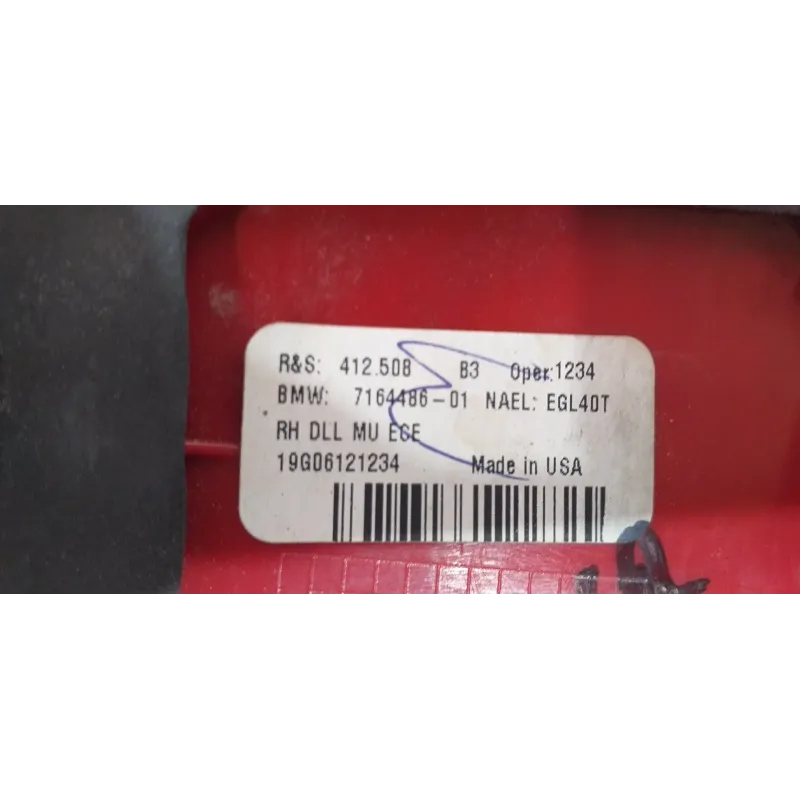 R&S: 412.508 B3 Oper:1234
BMW: 7164486-01 NAEL: EGL40T
RH DLL MU ECE
19G06121234 Made in USA